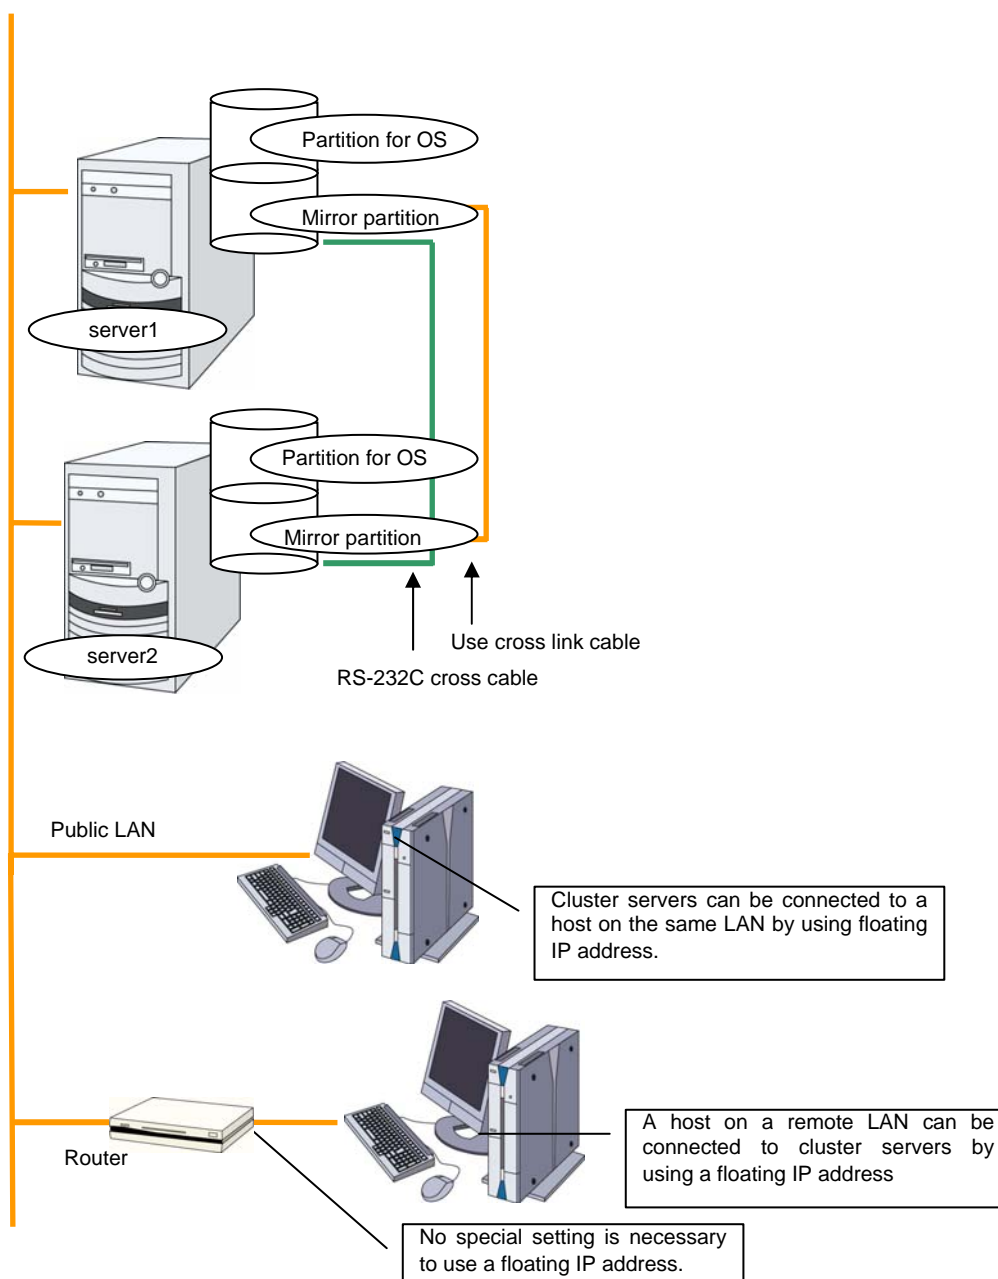 Partition for OS
Mirror partition
server1
Partition for OS
Mirror partition
Use cross link cable
server2
RS-232C cross cable
Public LAN
Cluster servers can be connected to a
host on the same LAN by using floating
IP address.
A host on a remote LAN can be
connected to cluster servers by
using a floating IP address
Router
No special setting is necessary
to use a floating IP address.